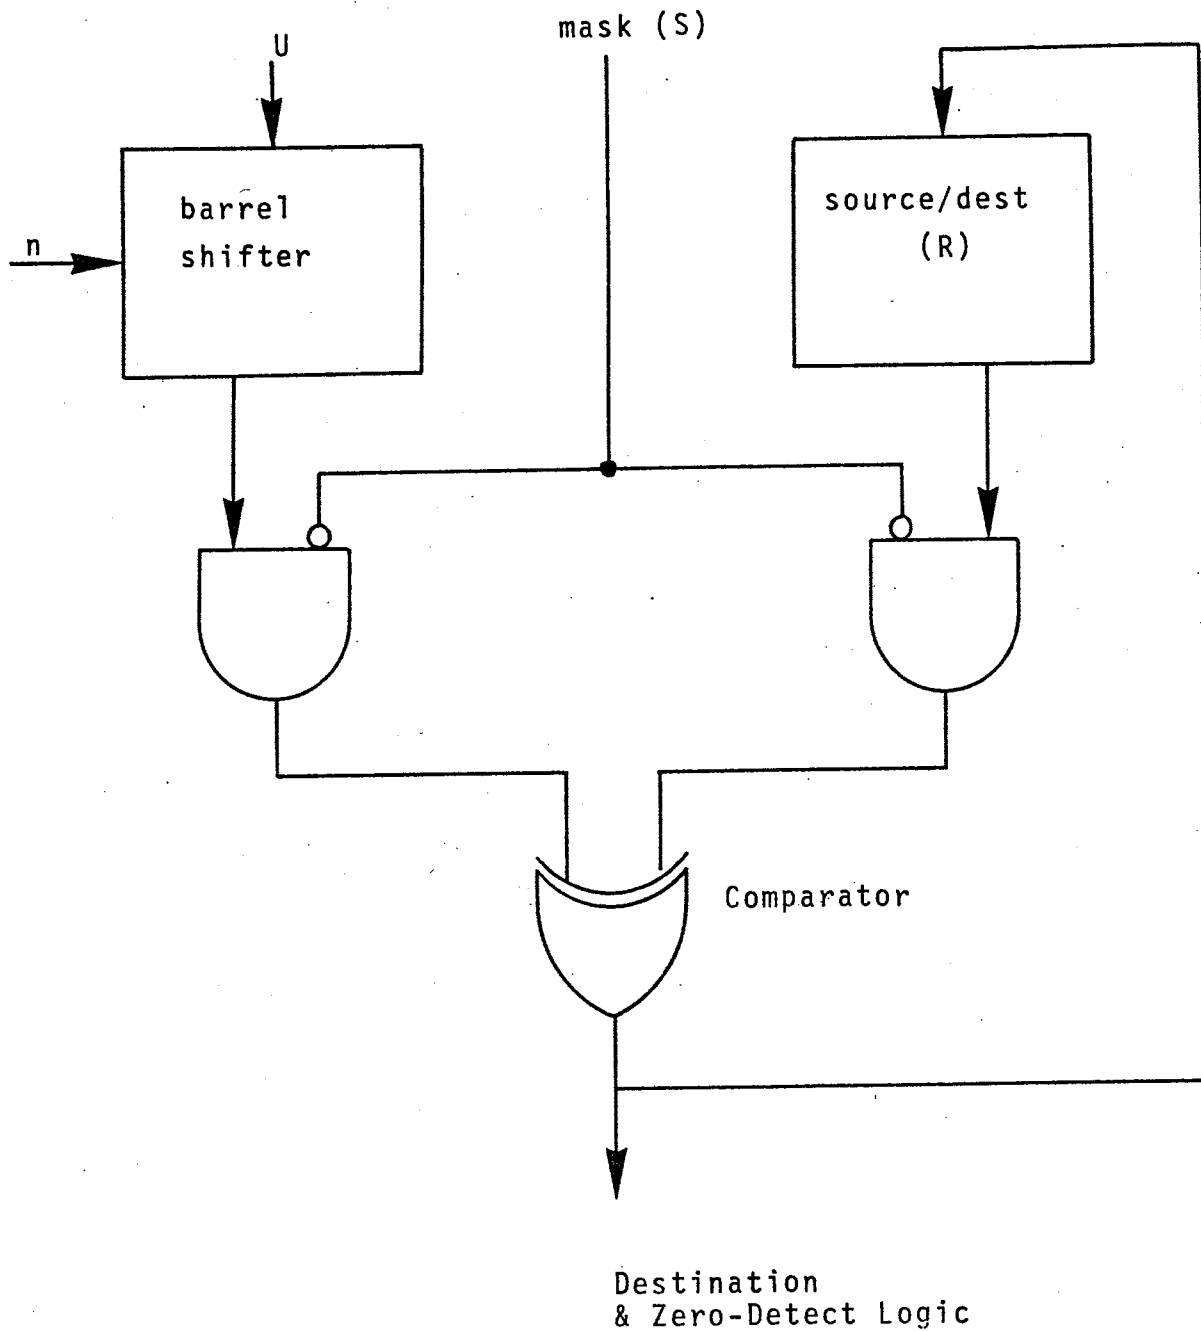 mask (S)
U
barrel
shifter
n
source/dest
(R)
Comparator
Destination
& Zero-Detect Logic